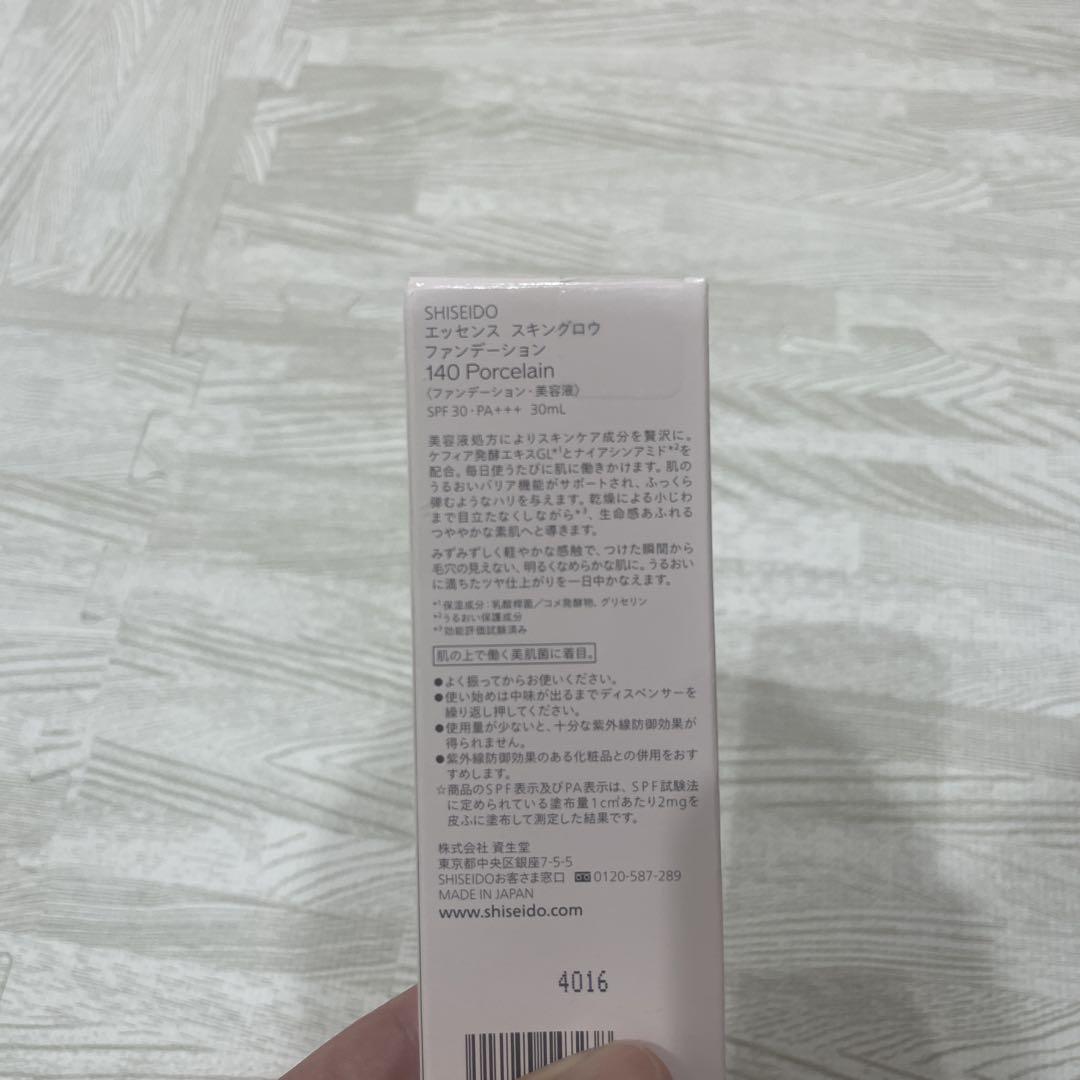 SHISEIDO
エッセンス スキングロウ
ファンデーション
140 Porcelain
〈ファンデーション・美容液〉
SPF 30・PA+++ 30mL
美容液処方によりスキンケア成分を贅沢に。
ケフィア発酵エキスGL*1とナイアシンアミド*2を
配合。毎日使うたびに肌に働きかけます。肌の
うるおいバリア機能がサポートされ、ふっくら
弾むようなハリを与えます。乾燥による小じわ
まで目立たなくしながら*3、生命感あふれる
つややかな素肌へと導きます。
みずみずしく軽やかな感触で、つけた瞬間から
毛穴の見えない、明るくなめらかな肌に。うるおい
に満ちたツヤ仕上がりを一日中かなえます。
*1 保湿成分：乳酸桿菌／コメ発酵物、グリセリン
*2 うるおい保護成分
*3 効能評価試験済み
肌の上で働く美肌菌に着目。
●よく振ってからお使いください。
●使い始めは中味が出るまでディスペンサーを
繰り返し押してください。
●使用量が少ないと、十分な紫外線防御効果が
得られません。
●紫外線防御効果のある化粧品との併用をおす
すめします。
☆商品のSPF表示及びPA表示は、SPF試験法
に定められている塗布量1c㎡あたり2mgを
皮ふに塗布して測定した結果です。
株式会社 資生堂
東京都中央区銀座7-5-5
SHISEIDOお客さま窓口 0120-587-289
MADE IN JAPAN
www.shiseido.com
4016